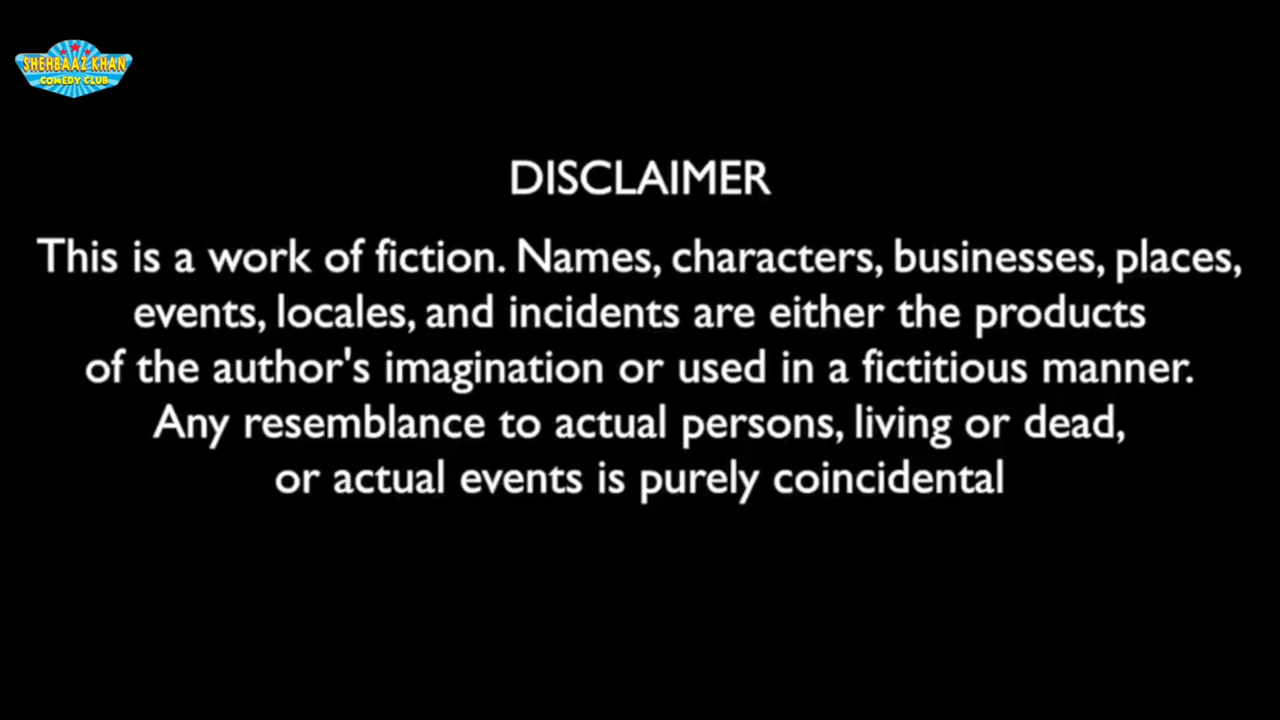 SHEHBAAZ KHAN
COMEDY CLUB
DISCLAIMER
This is a work of fiction. Names, characters, businesses, places,
events, locales, and incidents are either the products
of the author's imagination or used in a fictitious manner.
Any resemblance to actual persons, living or dead,
or actual events is purely coincidental